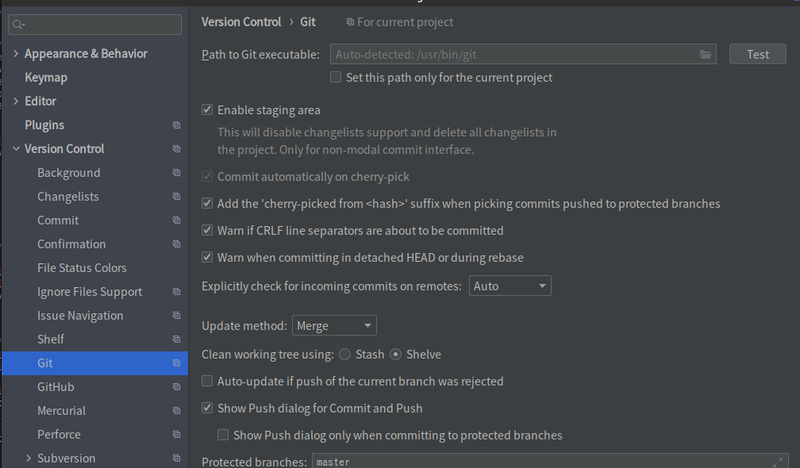 Version Control › Git For current project
Appearance & Behavior
Keymap
Editor
Plugins
Version Control
Background
Changelists
Commit
Confirmation
File Status Colors
Ignore Files Support
Issue Navigation
Shelf
Git
GitHub
Mercurial
Perforce
Subversion
Path to Git executable: Auto-detected: /usr/bin/git Test
Set this path only for the current project
Enable staging area
This will disable changelists support and delete all changelists in
the project. Only for non-modal commit interface.
Commit automatically on cherry-pick
Add the 'cherry-picked from <hash>' suffix when picking commits pushed to protected branches
Warn if CRLF line separators are about to be committed
Warn when committing in detached HEAD or during rebase
Explicitly check for incoming commits on remotes: Auto
Update method: Merge
Clean working tree using: Stash Shelve
Auto-update if push of the current branch was rejected
Show Push dialog for Commit and Push
Show Push dialog only when committing to protected branches
Protected branches: master